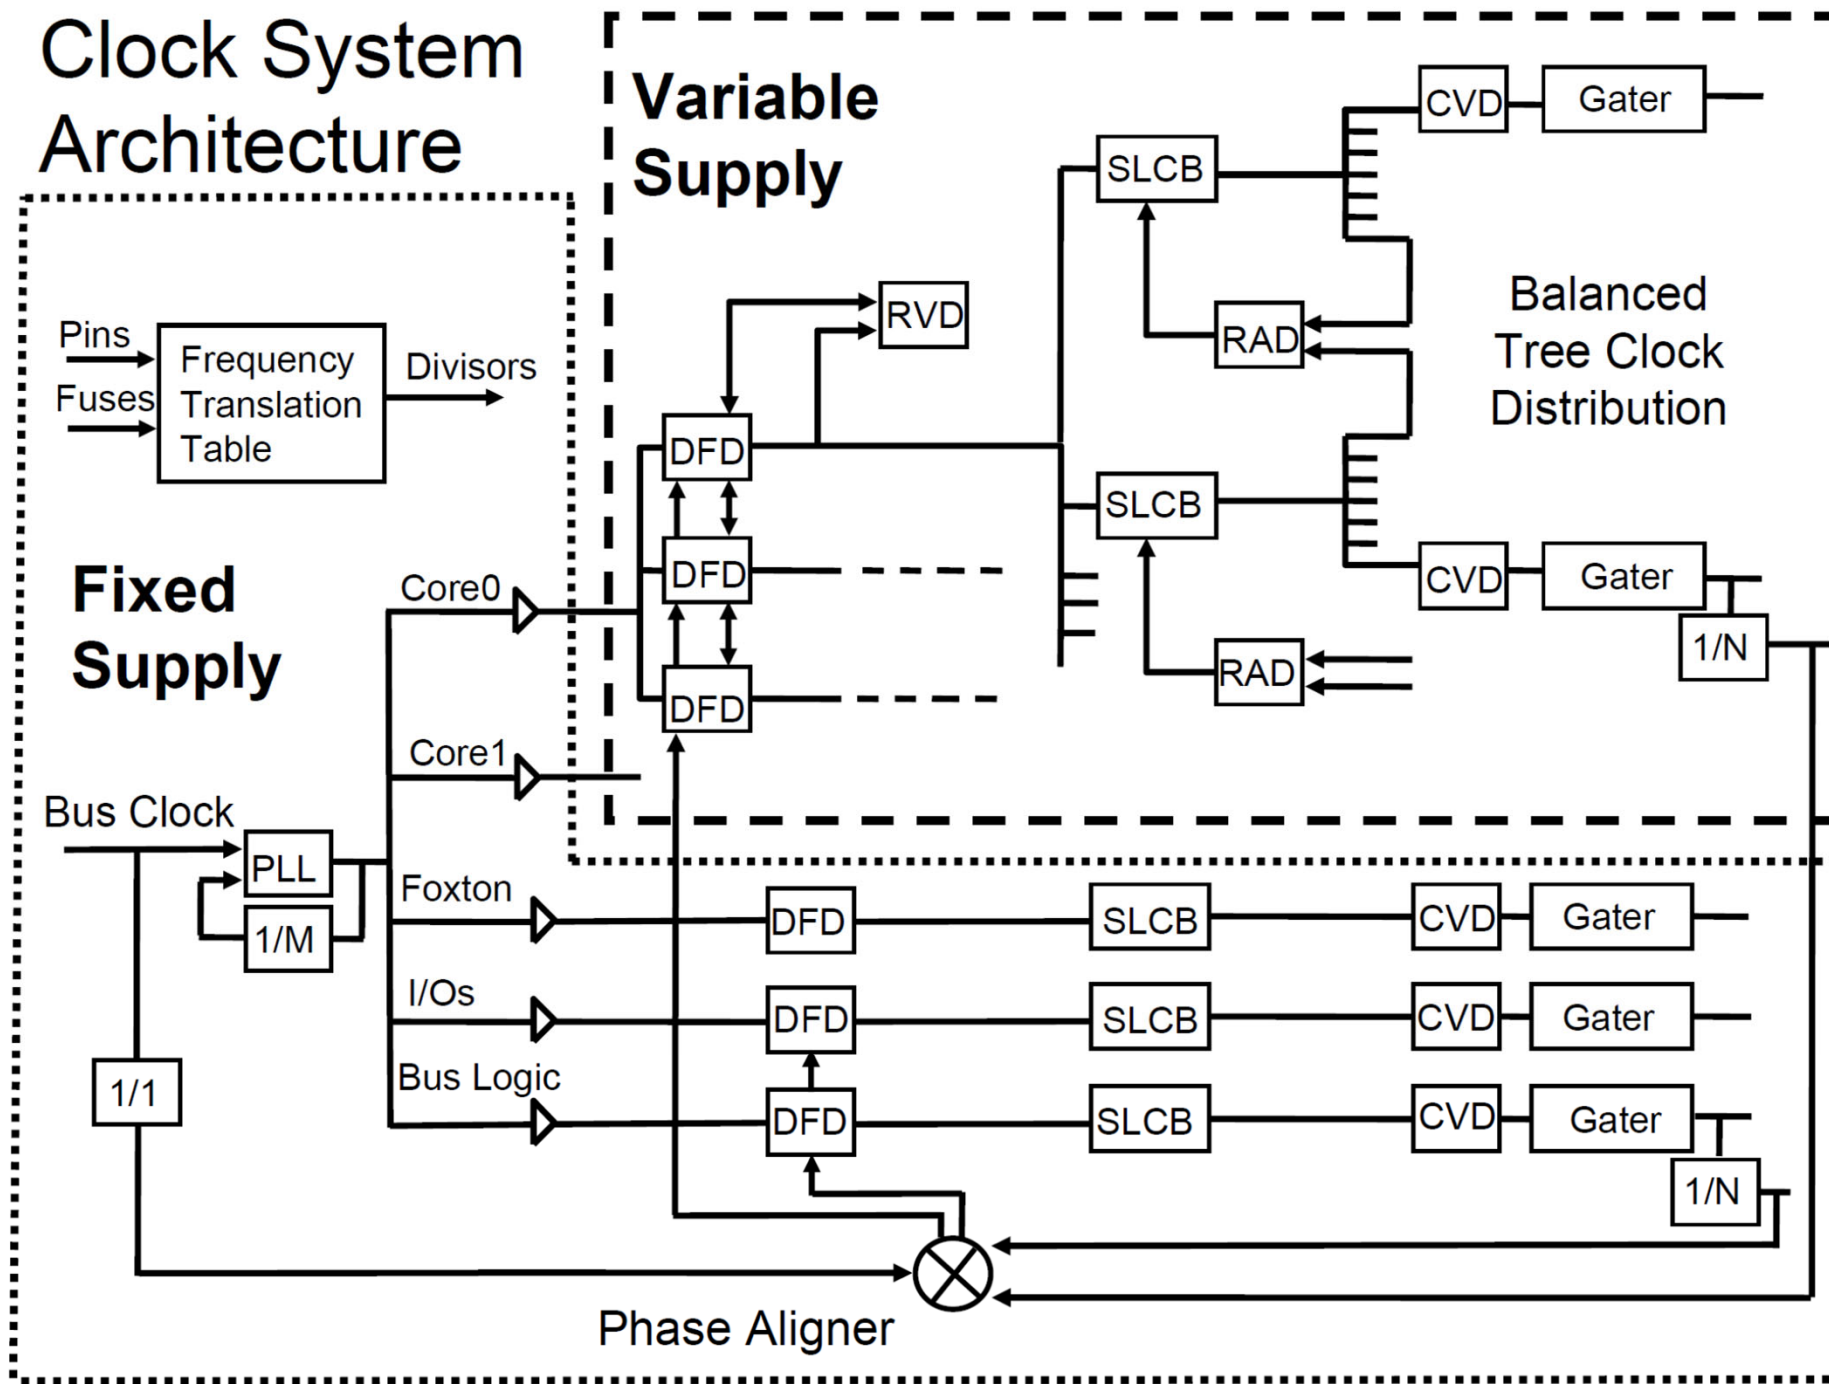 Clock System
Architecture
Variable
Supply
CVD
Gater
SLCB
RVD
RAD
Balanced
Tree Clock
Distribution
Pins
Fuses
Frequency
Translation
Table
Divisors
DFD
SLCB
DFD
CVD
Gater
1/N
Fixed
Supply
Core0
RAD
DFD
Core1
Bus Clock
PLL
1/M
Foxton
DFD
SLCB
CVD
Gater
I/Os
DFD
SLCB
CVD
Gater
1/1
Bus Logic
DFD
SLCB
CVD
Gater
1/N
Phase Aligner